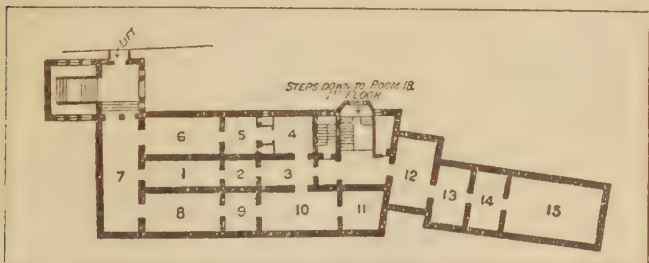 LIFT
STEPS DOWN TO ROOM 18
1ST FLOOR
6 5 4
7 1 2 3 12 13 14 15
8 9 10 11